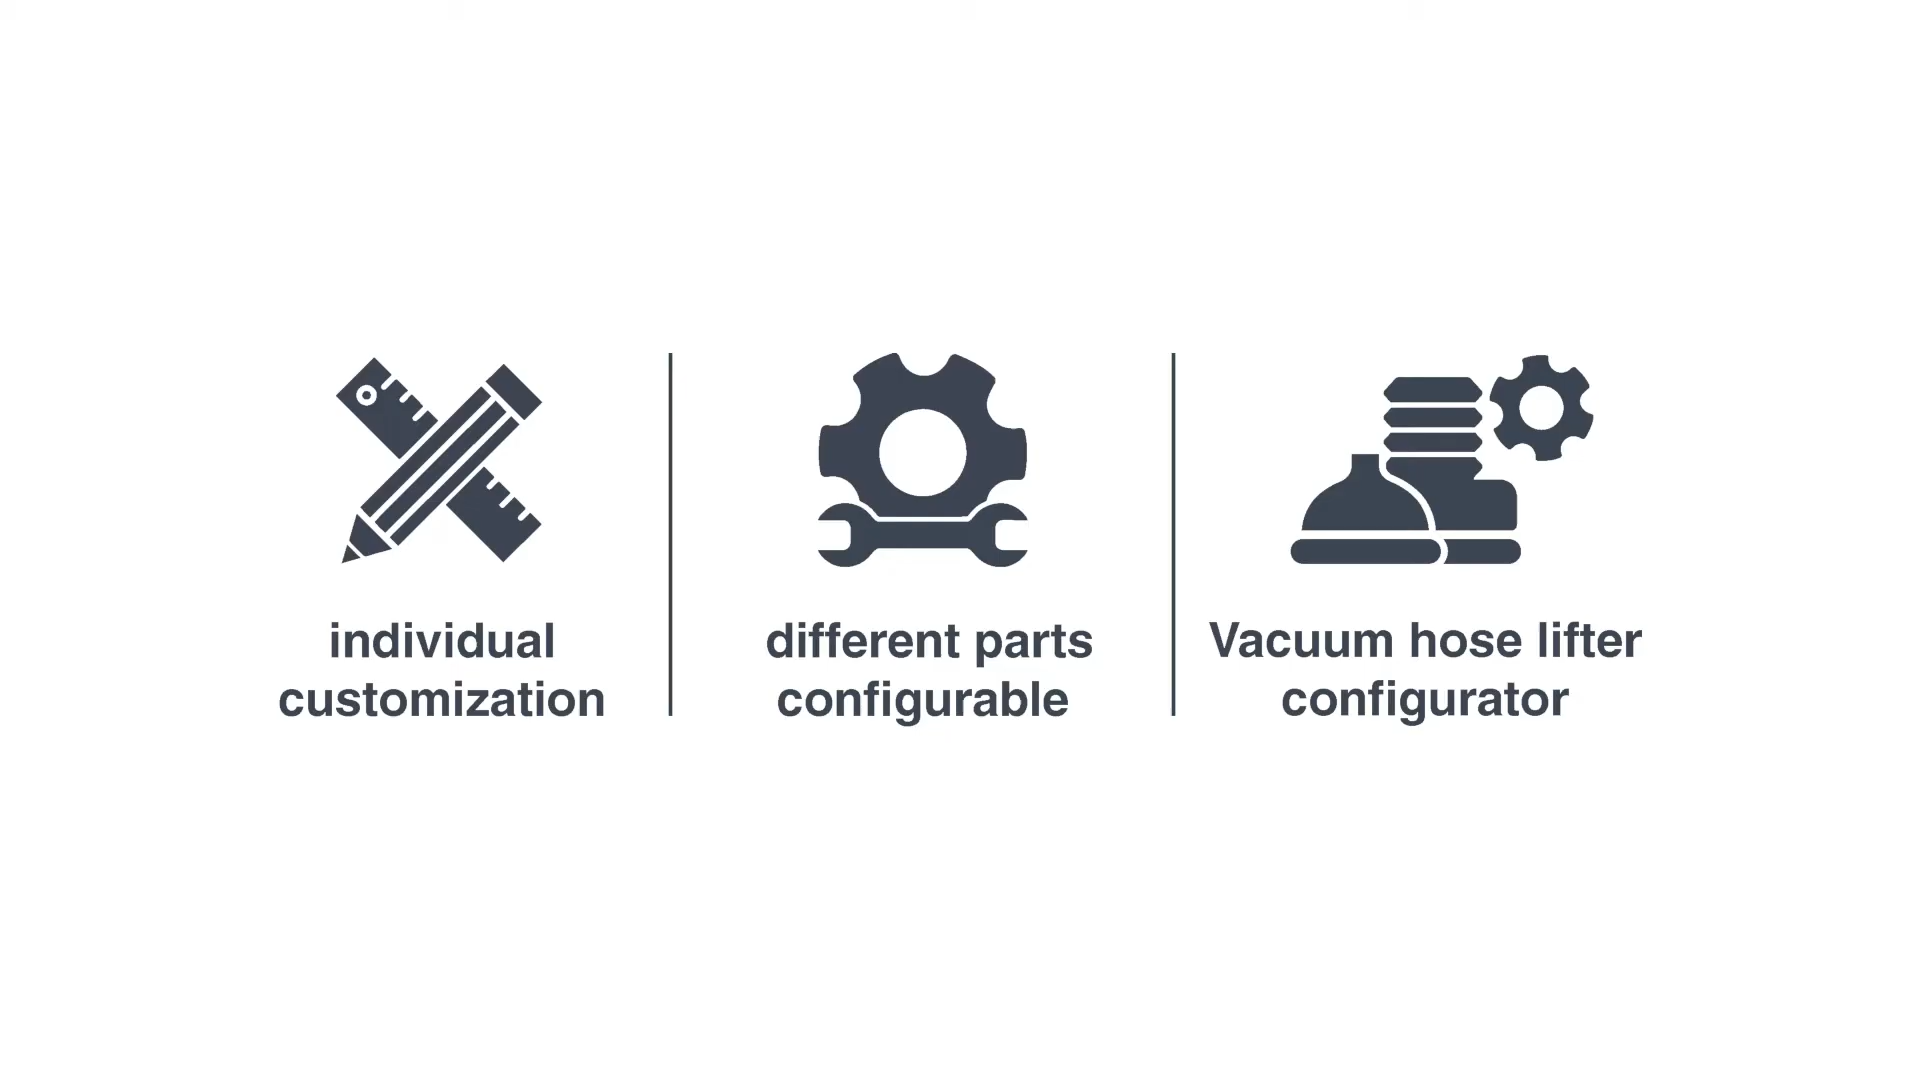 individual
customization
different parts
configurable
Vacuum hose lifter
configurator